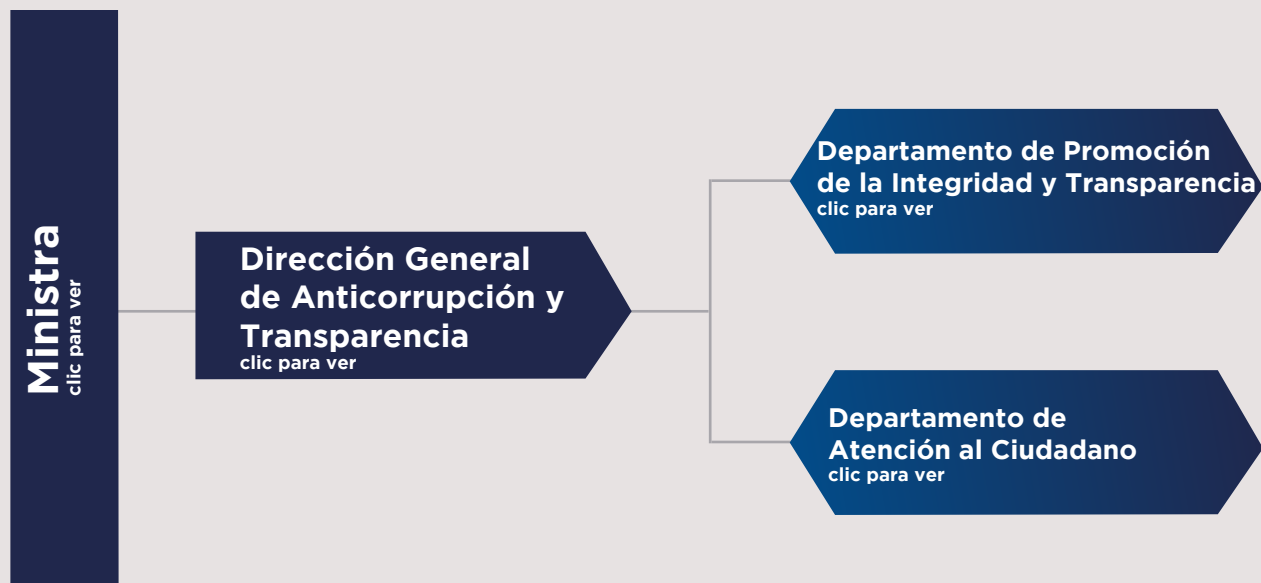 Ministra
clic para ver
Dirección General
de Anticorrupción y
Transparencia
clic para ver
Departamento de Promoción
de la Integridad y Transparencia
clic para ver
Departamento de
Atención al Ciudadano
clic para ver